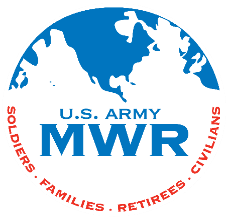 U.S. ARMY
MWR
SOLDIERS · FAMILIES · RETIREES · CIVILIANS